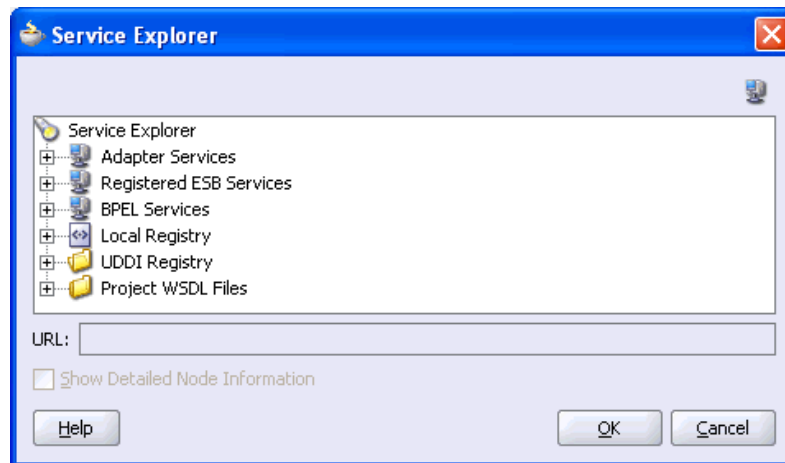 Service Explorer
Service Explorer
Adapter Services
Registered ESB Services
BPEL Services
Local Registry
UDDI Registry
Project WSDL Files
URL:
Show Detailed Node Information
Help OK Cancel